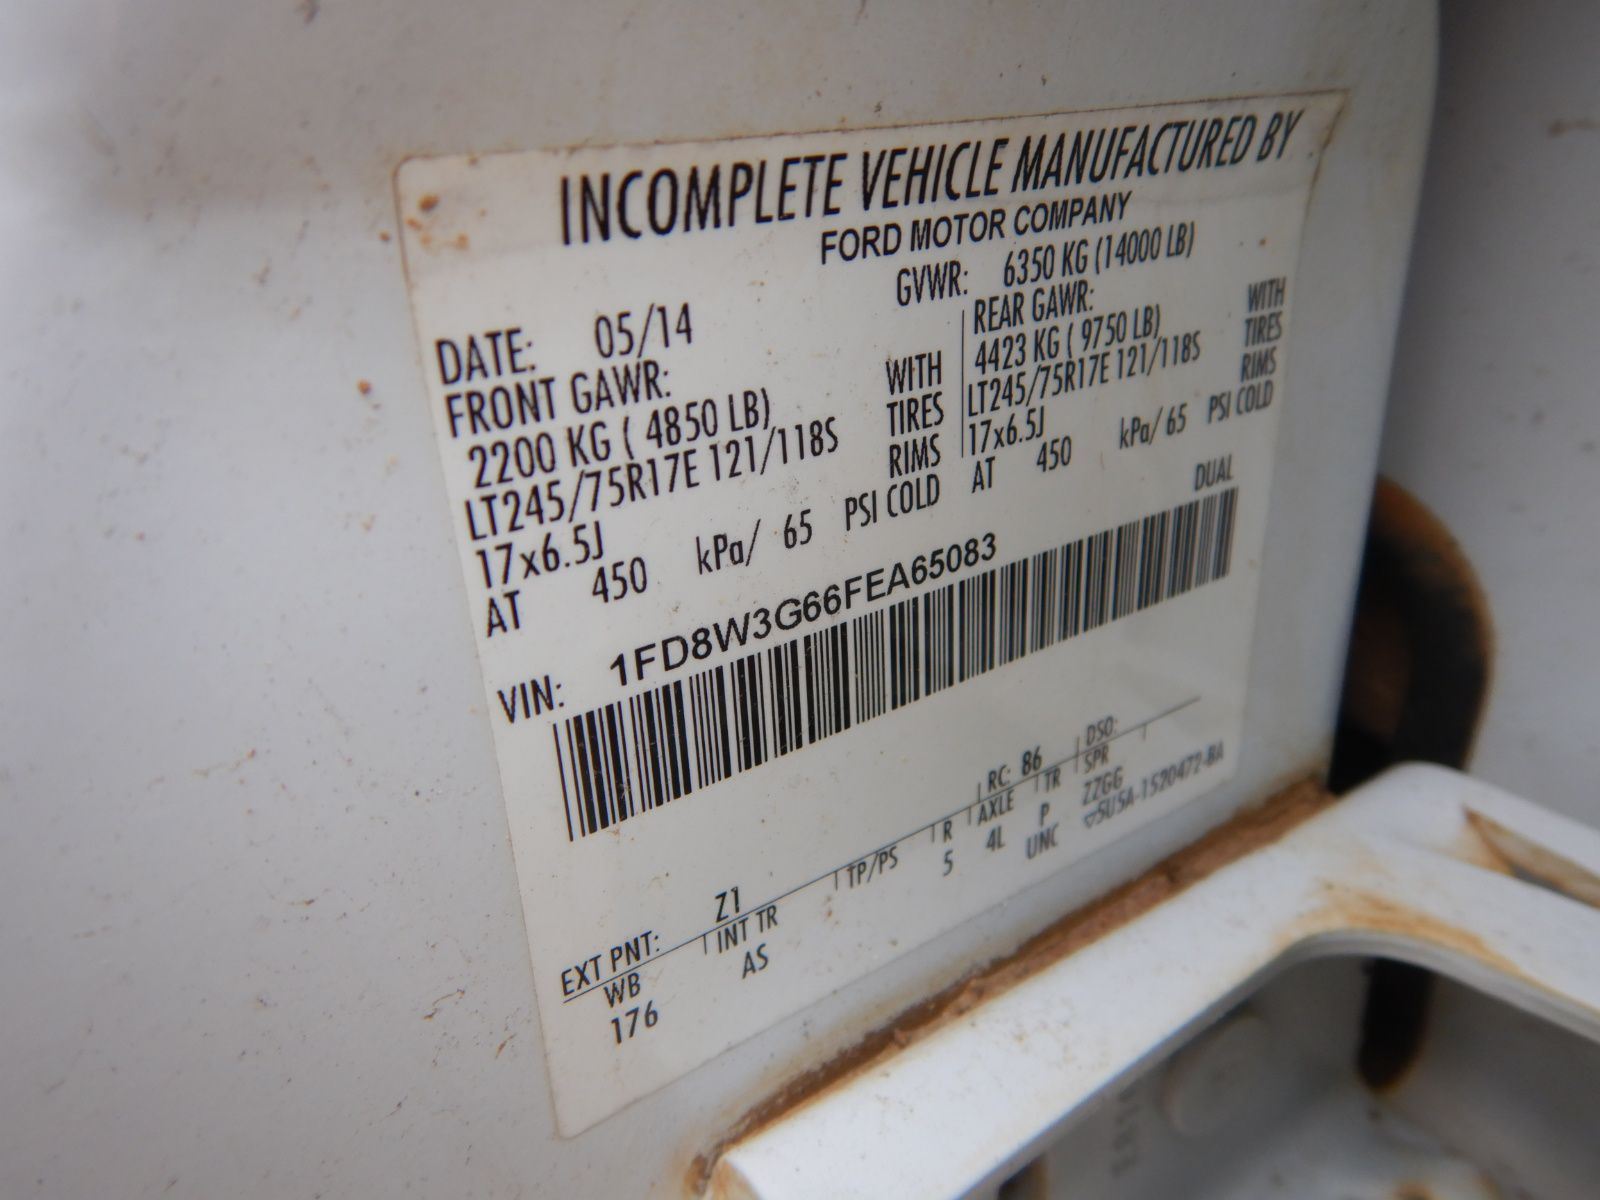 INCOMPLETE VEHICLE MANUFACTURED BY
FORD MOTOR COMPANY
DATE: 05/14 GVWR: 6350 KG (14000 LB)
FRONT GAWR: REAR GAWR:
2200 KG ( 4850 LB) WITH 4423 KG ( 9750 LB) WITH
LT245/75R17E 121/118S TIRES LT245/75R17E 121/118S TIRES
17x6.5J RIMS 17x6.5J RIMS
AT 450 kPa/ 65 PSI COLD AT 450 kPa/ 65 PSI COLD
DUAL
VIN: 1FD8W3G66FEA65083
EXT PNT: Z1 RC: 86 DSO:
WB INT TR TP/PS R AXLE TR SPR
176 AS 5 4L P ZZGG
UNC ▽5U5A-1520472-BA